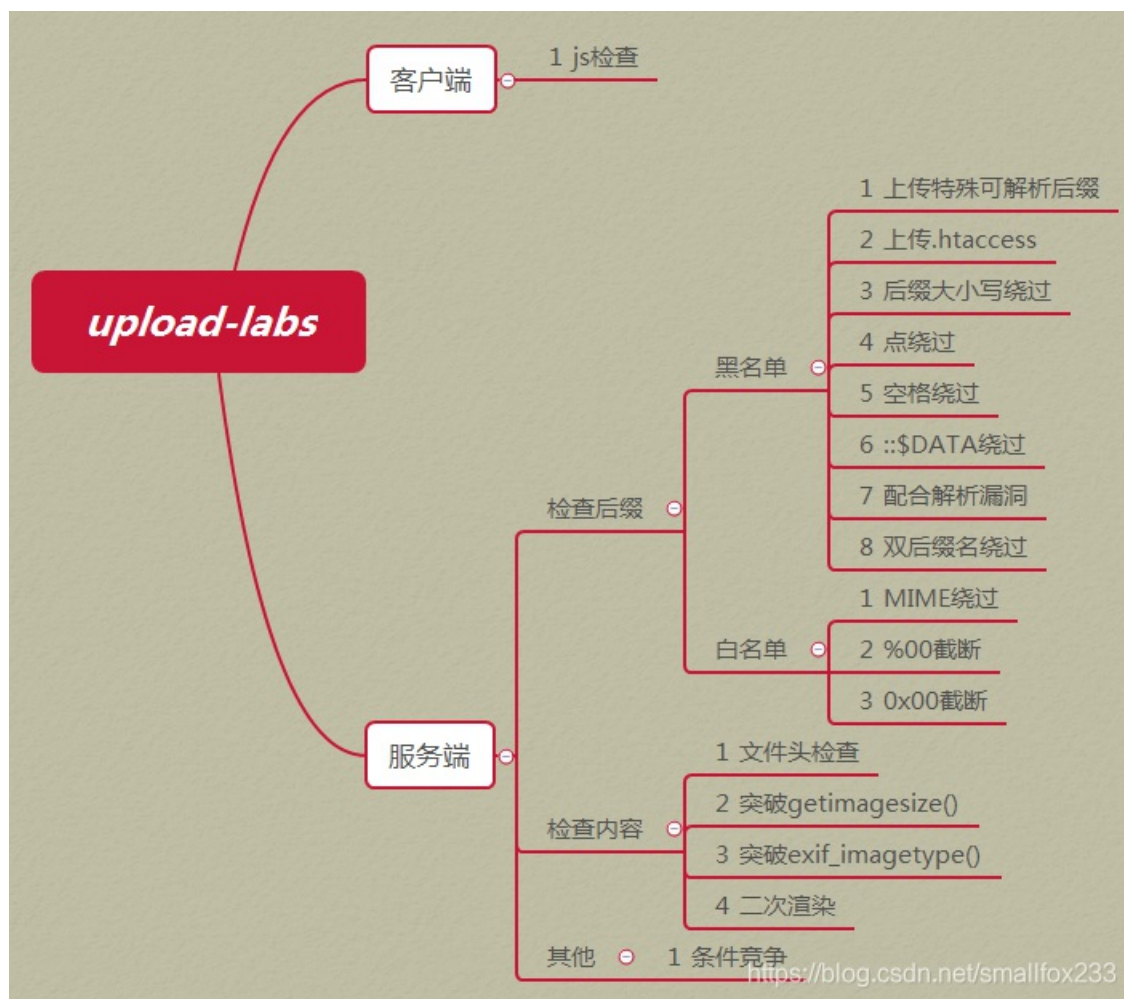 客户端
1 js检查
upload-labs
服务端
检查后缀
黑名单
1 上传特殊可解析后缀
2 上传.htaccess
3 后缀大小写绕过
4 点绕过
5 空格绕过
6 ::$DATA绕过
7 配合解析漏洞
8 双后缀名绕过
白名单
1 MIME绕过
2 %00截断
3 0x00截断
检查内容
1 文件头检查
2 突破getimagesize()
3 突破exif_imagetype()
4 二次渲染
其他
1 条件竞争
https://blog.csdn.net/smallfox233